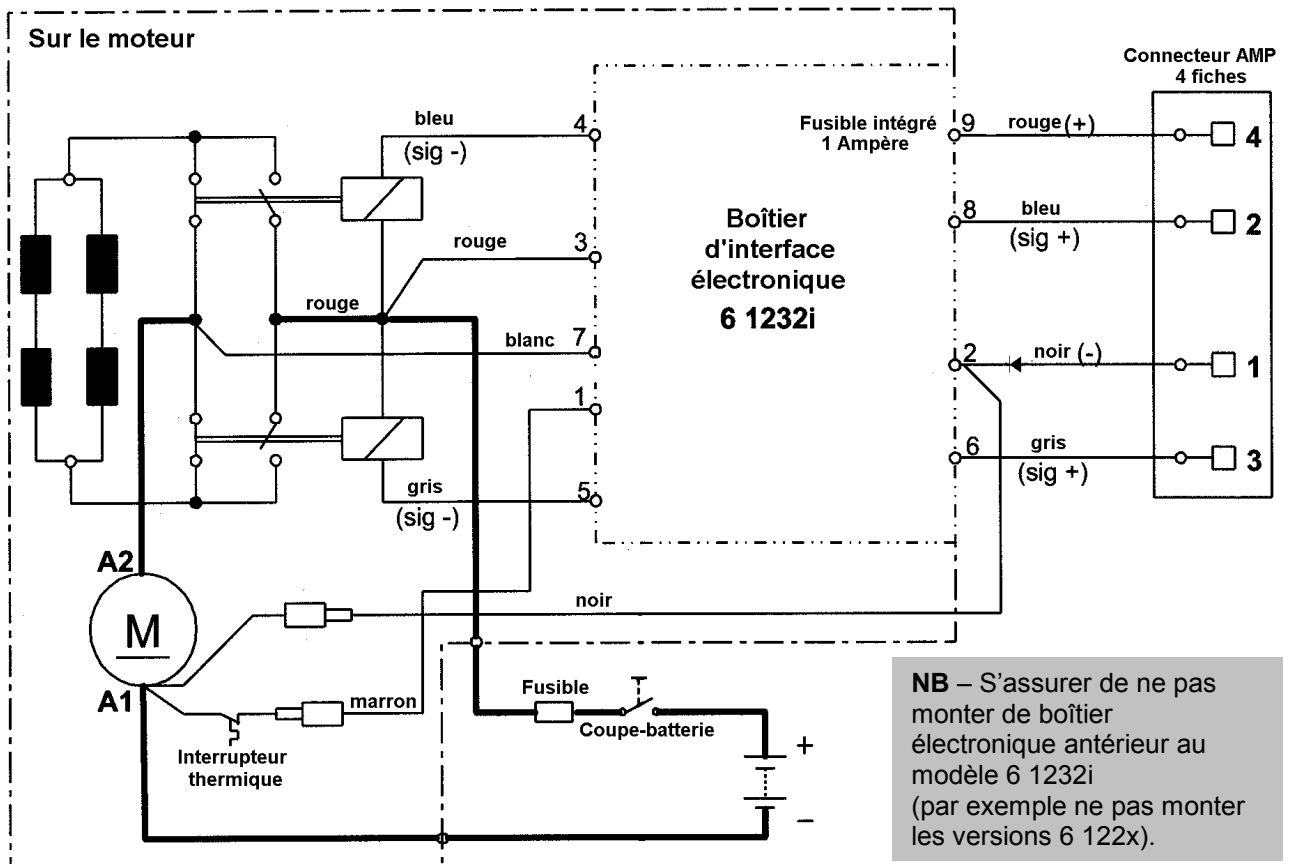 Sur le moteur
Connecteur AMP
4 fiches
bleu
(sig -)
4
Fusible intégré
1 Ampère
9
rouge (+)
4
8
bleu
(sig +)
2
Boîtier
d'interface
électronique
6 1232i
rouge
3
rouge
blanc
7
2
noir (-)
1
1
6
gris
(sig +)
3
gris
(sig -)
5
A2
M
A1
noir
marron
Interrupteur
thermique
Fusible
Coupe-batterie
+
–
NB – S'assurer de ne pas
monter de boîtier
électronique antérieur au
modèle 6 1232i
(par exemple ne pas monter
les versions 6 122x).